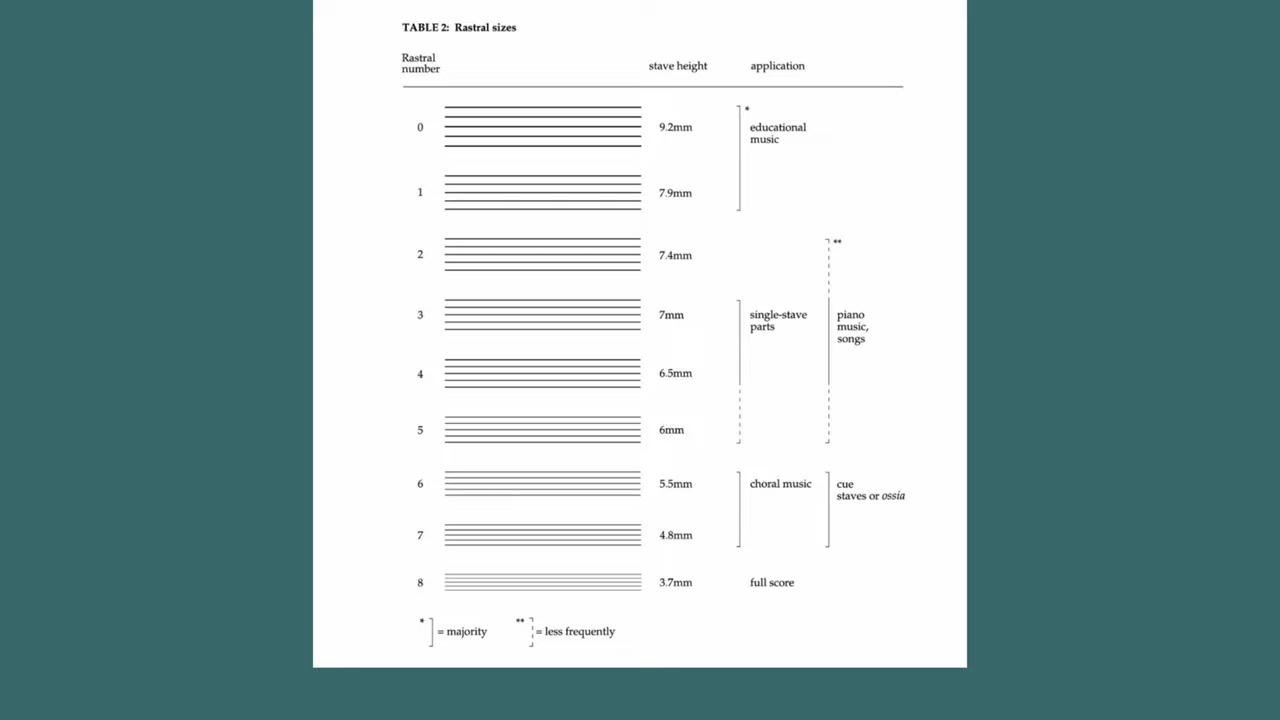 TABLE 2: Rastral sizes
Rastral
number
stave height
application
0
9.2mm
*
educational
music
1
7.9mm
2
7.4mm
**
3
7mm
single-stave
parts
piano
music,
songs
4
6.5mm
5
6mm
6
5.5mm
choral music
cue
staves or ossia
7
4.8mm
8
3.7mm
full score
* = majority
** = less frequently